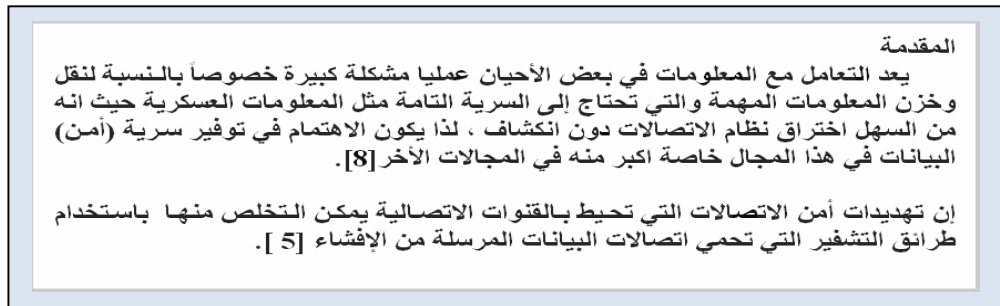 المقدمة
يعد التعامل مع المعلومات في بعض الأحيان عمليا مشكلة كبيرة خصوصاً بالنسبة لنقل
وخزن المعلومات المهمة والتي تحتاج إلى السرية التامة مثل المعلومات العسكرية حيث انه
من السهل اختراق نظام الاتصالات دون انكشاف ، لذا يكون الاهتمام في توفير سرية (أمن)
البيانات في هذا المجال خاصة اكبر منه في المجالات الأخر[8].
إن تهديدات أمن الاتصالات التي تحيط بالقنوات الاتصالية يمكن التخلص منها باستخدام
طرائق التشفير التي تحمي اتصالات البيانات المرسلة من الإفشاء [5 ].